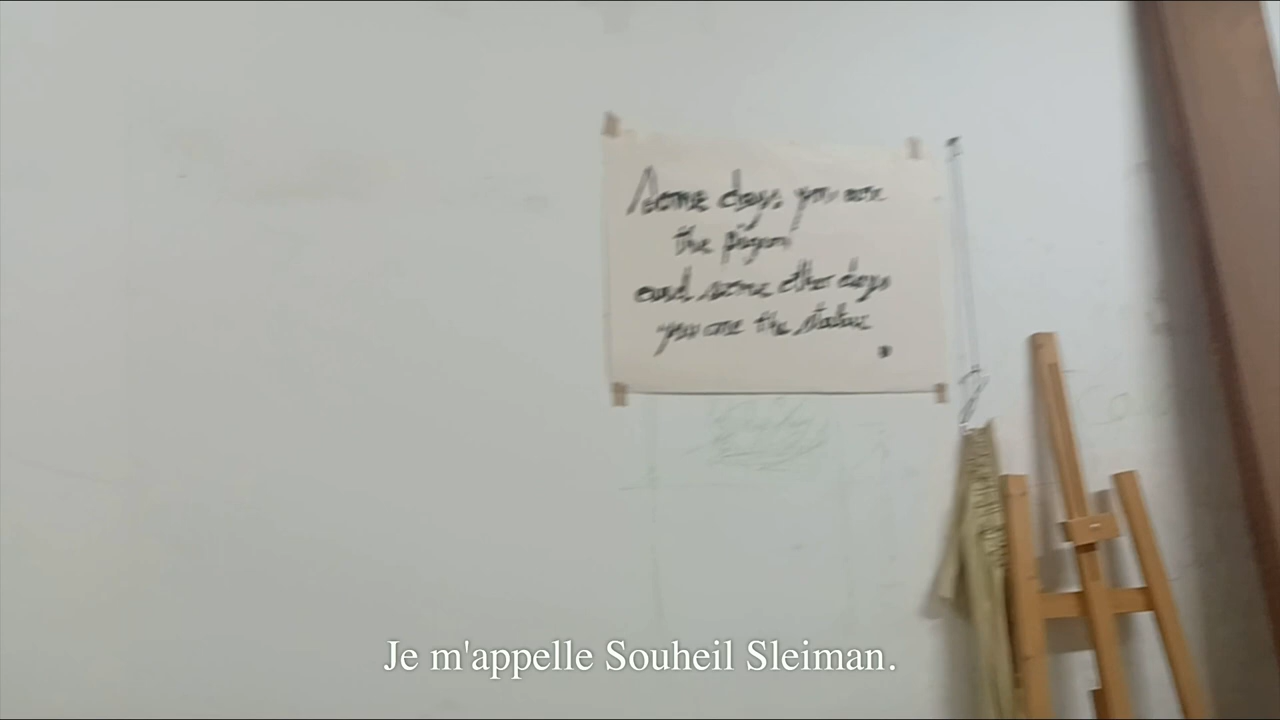 Some days you are
the pigeon
and some other days
you are the statue
.
Je m'appelle Souheil Sleiman.